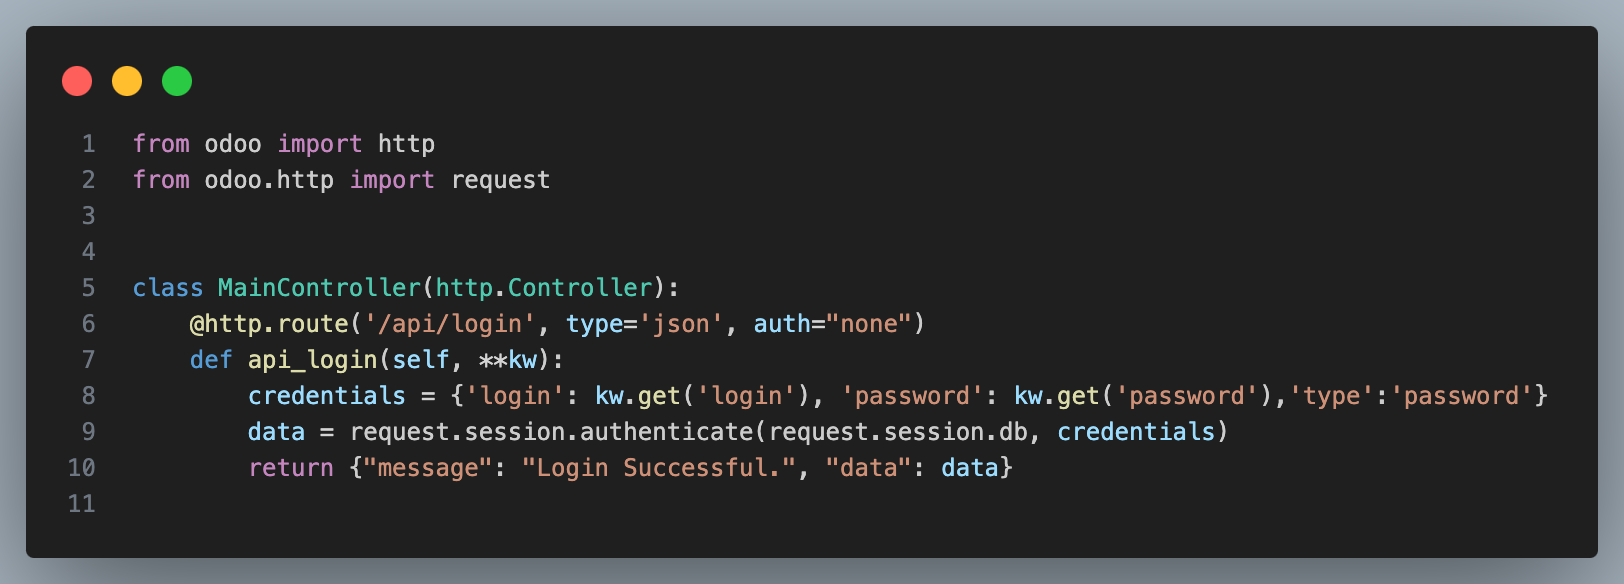 1 from odoo import http
2 from odoo.http import request
3
4
5 class MainController(http.Controller):
6     @http.route('/api/login', type='json', auth="none")
7     def api_login(self, **kw):
8         credentials = {'login': kw.get('login'), 'password': kw.get('password'),'type':'password'}
9         data = request.session.authenticate(request.session.db, credentials)
10         return {"message": "Login Successful.", "data": data}
11